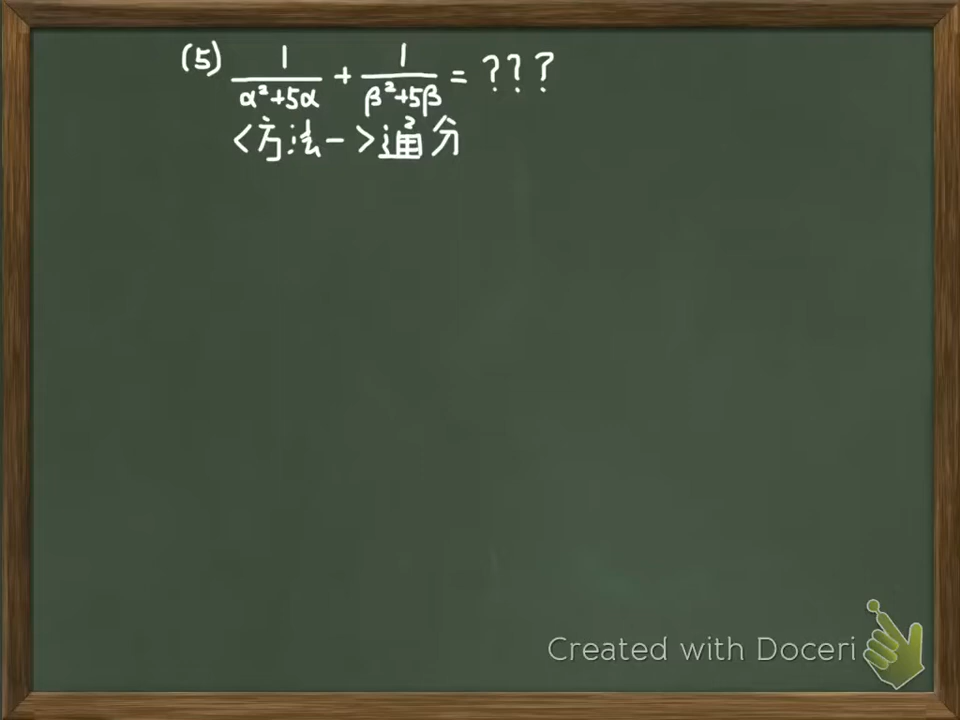 (5) 1/(α²+5α) + 1/(β²+5β) = ???
<方法一>通分
Created with Doceri